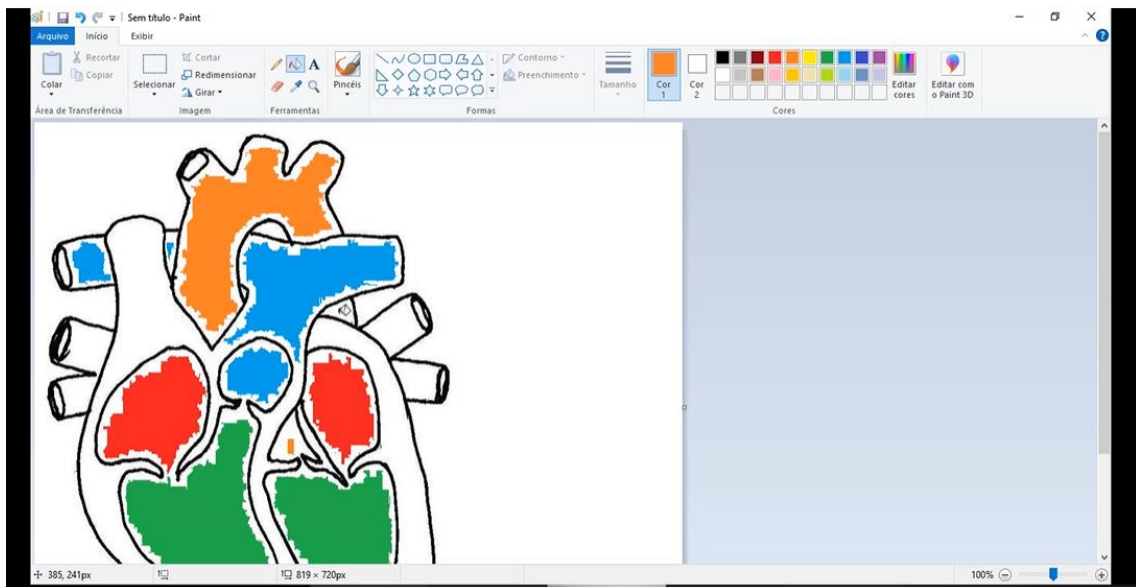 Sem título - Paint
Arquivo Início Exibir
Colar
Recortar
Copiar
Área de Transferência
Selecionar
Cortar
Redimensionar
Girar
Imagem
A
Ferramentas
Pincéis
Contorno
Preenchimento
Formas
Tamanho
Cor
1
Cor
2
Cores
Editar
cores
Editar com
o Paint 3D
385, 241px
819 × 720px
100%